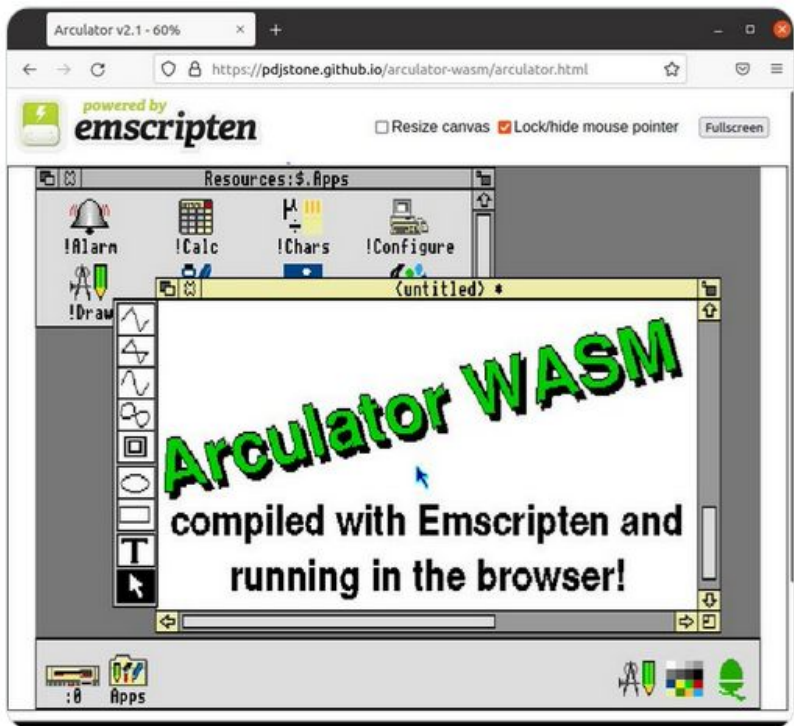 Arculator v2.1 - 60%
https://pdjstone.github.io/arculator-wasm/arculator.html
powered by
emscripten
Resize canvas
Lock/hide mouse pointer
Fullscreen
Resources:$.Apps
!Alarm
!Calc
!Chars
!Configure
!Draw
<untitled> *
T
Arculator WASM
compiled with Emscripten and
running in the browser!
:0
Apps